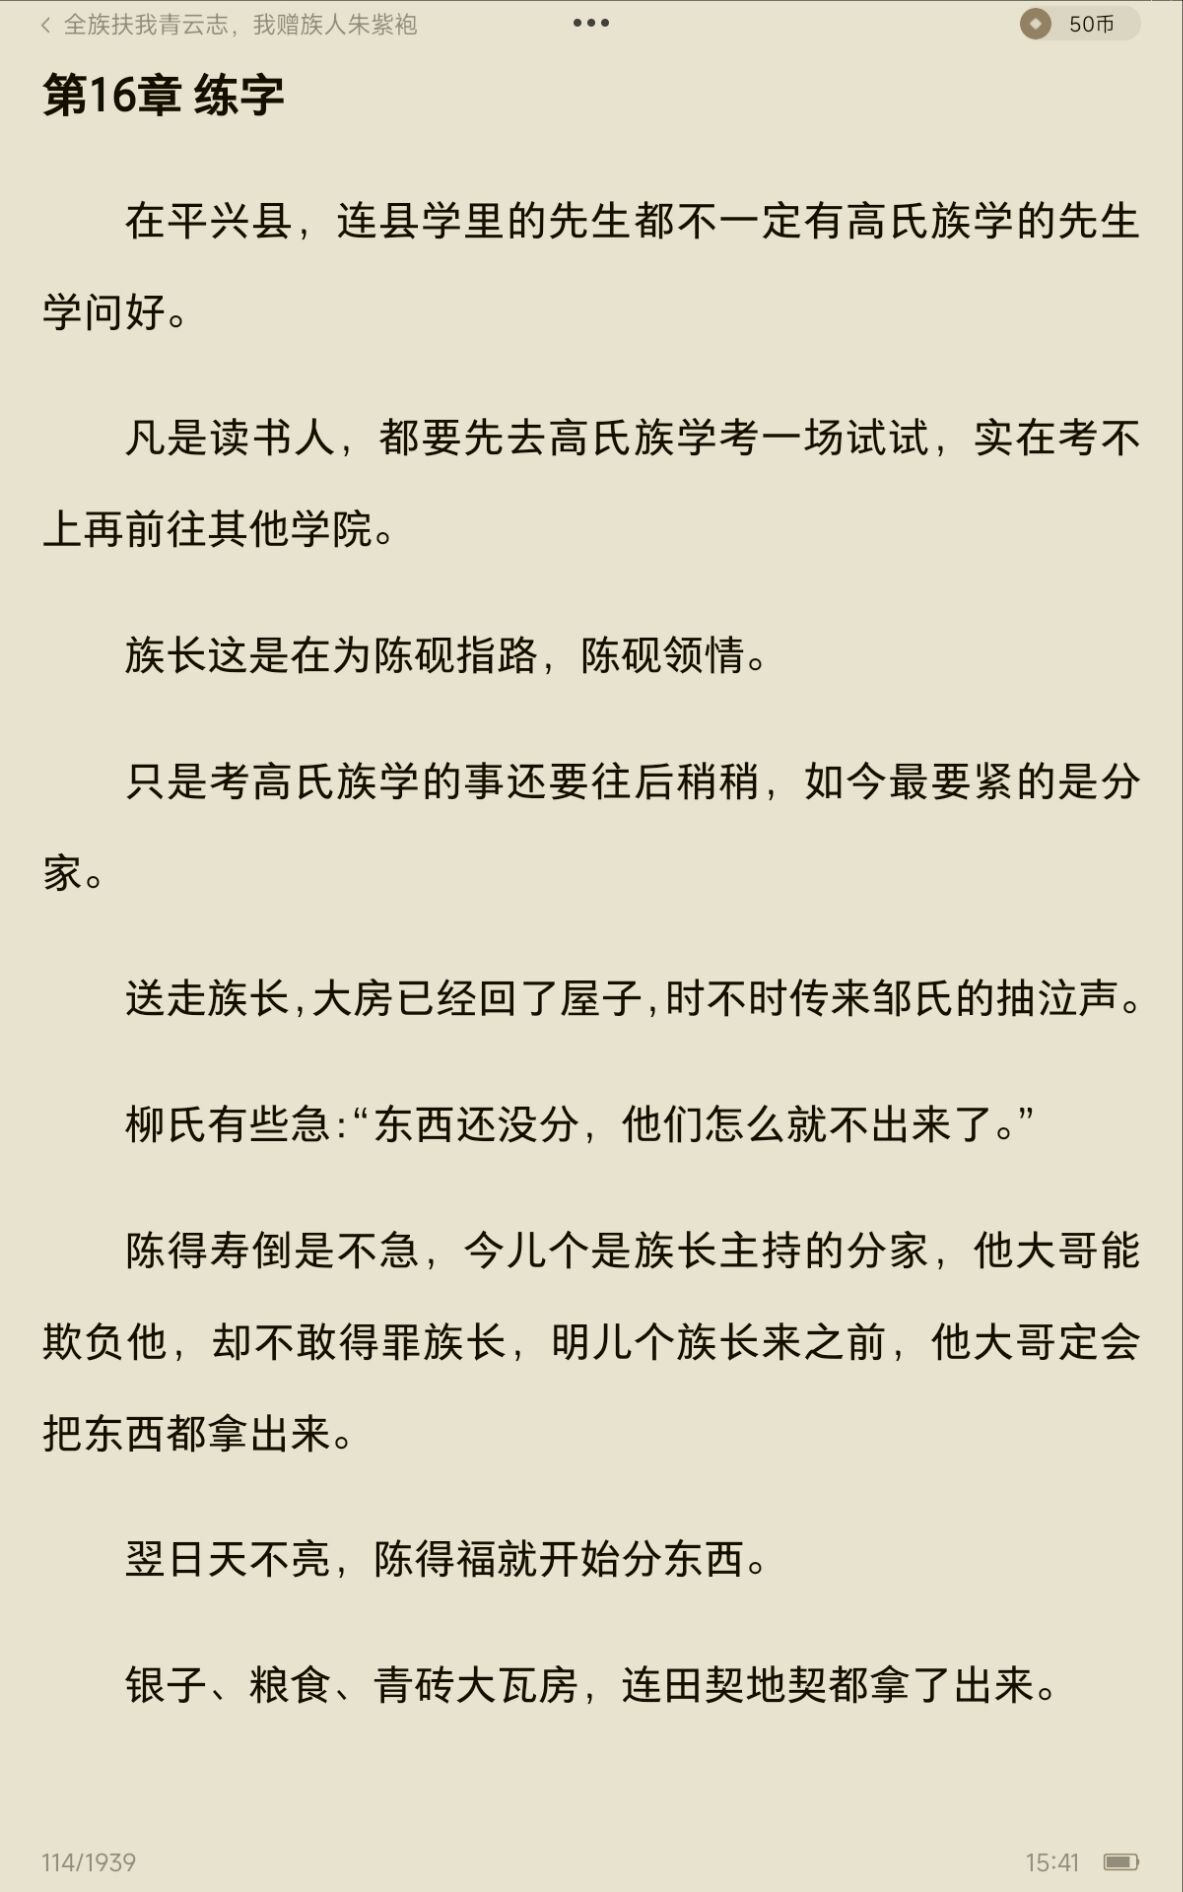 全族扶我青云志，我赠族人朱紫袍
50币
第16章 练字
在平兴县，连县学里的先生都不一定有高氏族学的先生
学问好。
凡是读书人，都要先去高氏族学考一场试试，实在考不
上再前往其他学院。
族长这是在为陈砚指路，陈砚领情。
只是考高氏族学的事还要往后稍稍，如今最要紧的是分
家。
送走族长,大房已经回了屋子,时不时传来邹氏的抽泣声。
柳氏有些急:“东西还没分，他们怎么就不出来了。”
陈得寿倒是不急，今儿个是族长主持的分家，他大哥能
欺负他，却不敢得罪族长，明儿个族长来之前，他大哥定会
把东西都拿出来。
翌日天不亮，陈得福就开始分东西。
银子、粮食、青砖大瓦房，连田契地契都拿了出来。
114/1939
15:41